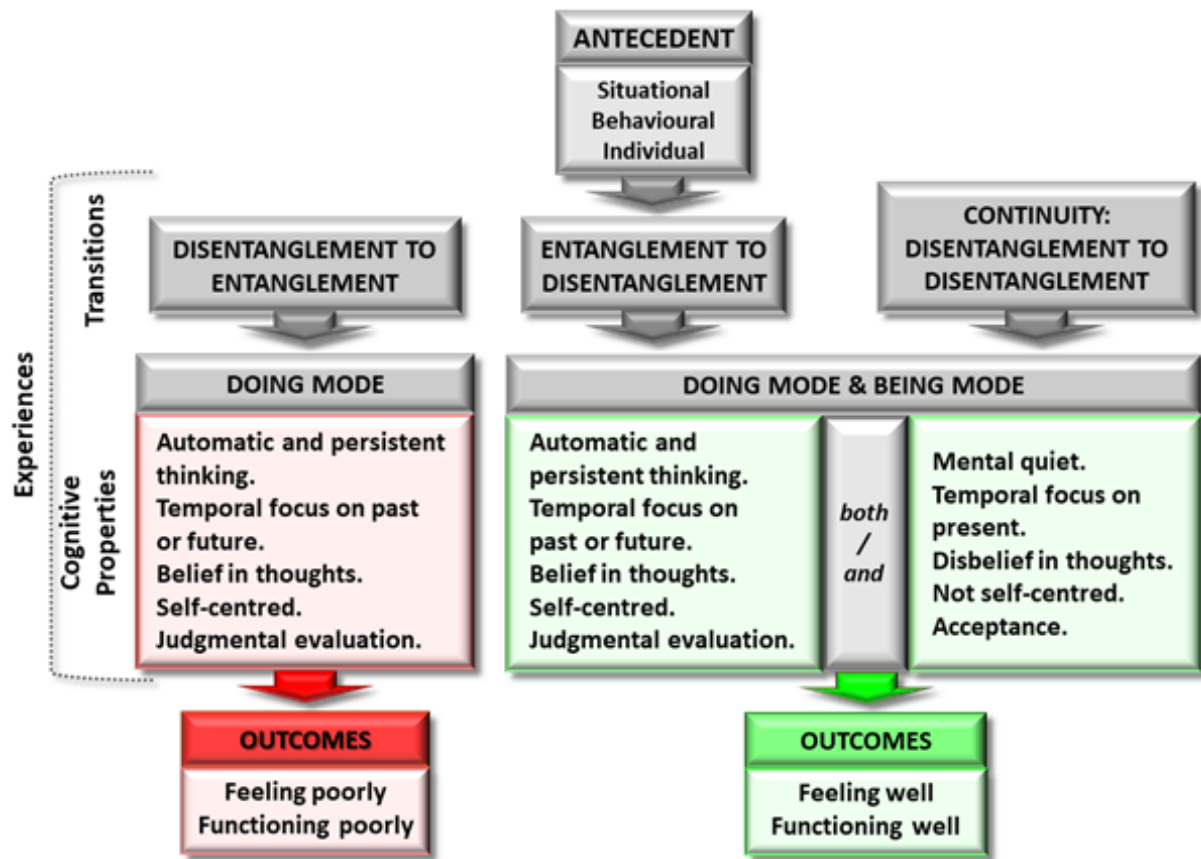 ANTECEDENT
Situational
Behavioural
Individual
Experiences
Transitions
DISENTANGLEMENT TO
ENTANGLEMENT
ENTANGLEMENT TO
DISENTANGLEMENT
CONTINUITY:
DISENTANGLEMENT TO
DISENTANGLEMENT
Cognitive
Properties
DOING MODE
Automatic and persistent
thinking.
Temporal focus on past
or future.
Belief in thoughts.
Self-centred.
Judgmental evaluation.
DOING MODE & BEING MODE
Automatic and
persistent thinking.
Temporal focus on
past or future.
Belief in thoughts.
Self-centred.
Judgmental evaluation.
both
/
and
Mental quiet.
Temporal focus on
present.
Disbelief in thoughts.
Not self-centred.
Acceptance.
OUTCOMES
Feeling poorly
Functioning poorly
OUTCOMES
Feeling well
Functioning well